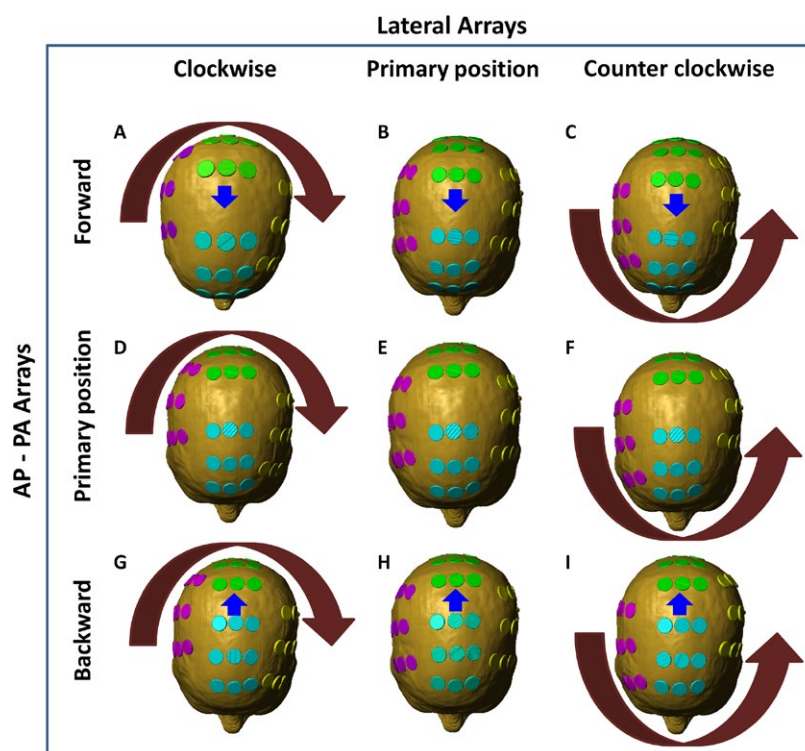 Lateral Arrays
Clockwise Primary position Counter clockwise
AP - PA Arrays
Forward
A B C
Primary position
D E F
Backward
G H I